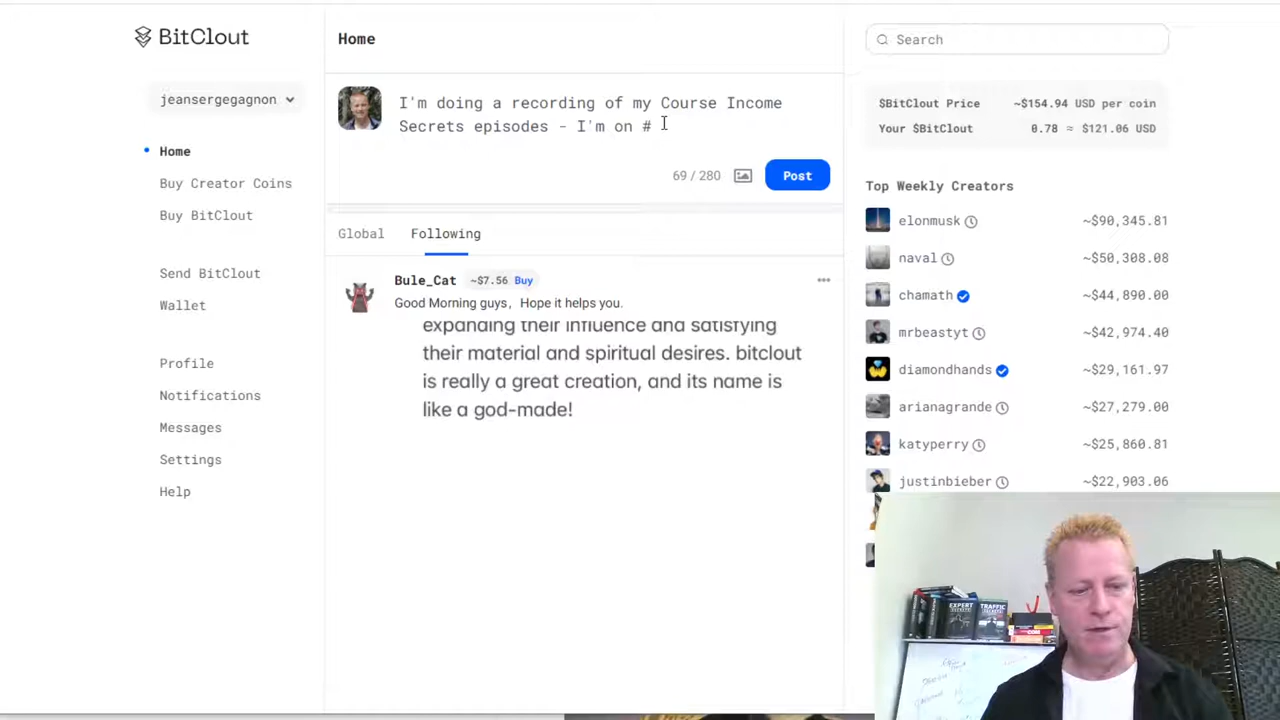 BitClout
jeansergegagnon
Home
Buy Creator Coins
Buy BitClout
Send BitClout
Wallet
Profile
Notifications
Messages
Settings
Help
Home
I'm doing a recording of my Course Income
Secrets episodes - I'm on #
69 / 280
Post
Global
Following
Bule_Cat ~$7.56 Buy
Good Morning guys, Hope it helps you.
expanding their influence and satisfying
their material and spiritual desires. bitclout
is really a great creation, and its name is
like a god-made!
Search
$BitClout Price ~$154.94 USD per coin
Your $BitClout 0.78 ≈ $121.06 USD
Top Weekly Creators
elonmusk ~$90,345.81
naval ~$50,308.08
chamath ~$44,890.00
mrbeastyt ~$42,974.40
diamondhands ~$29,161.97
arianagrande ~$27,279.00
katyperry ~$25,860.81
justinbieber ~$22,903.06
EXPERT
SECRETS
TRAFFIC
SECRETS